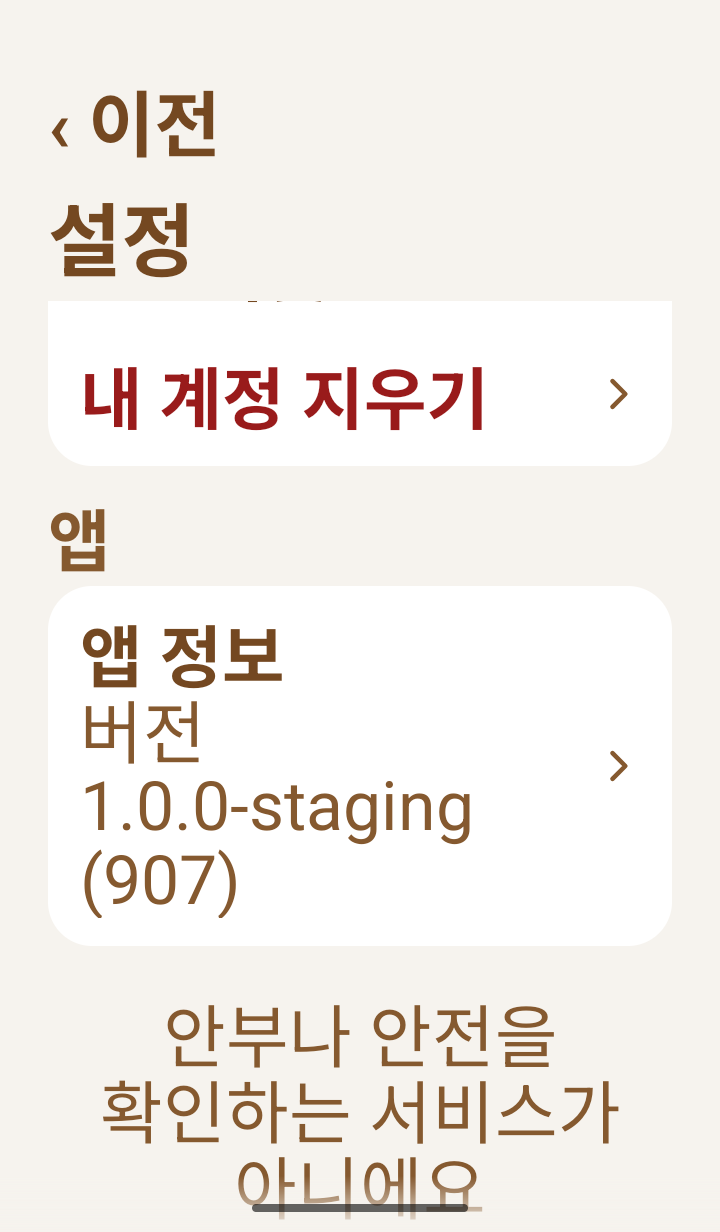 ‹ 이전
설정
내 계정 지우기
앱
앱 정보
버전
1.0.0-staging
(907)
안부나 안전을
확인하는 서비스가
아니에요